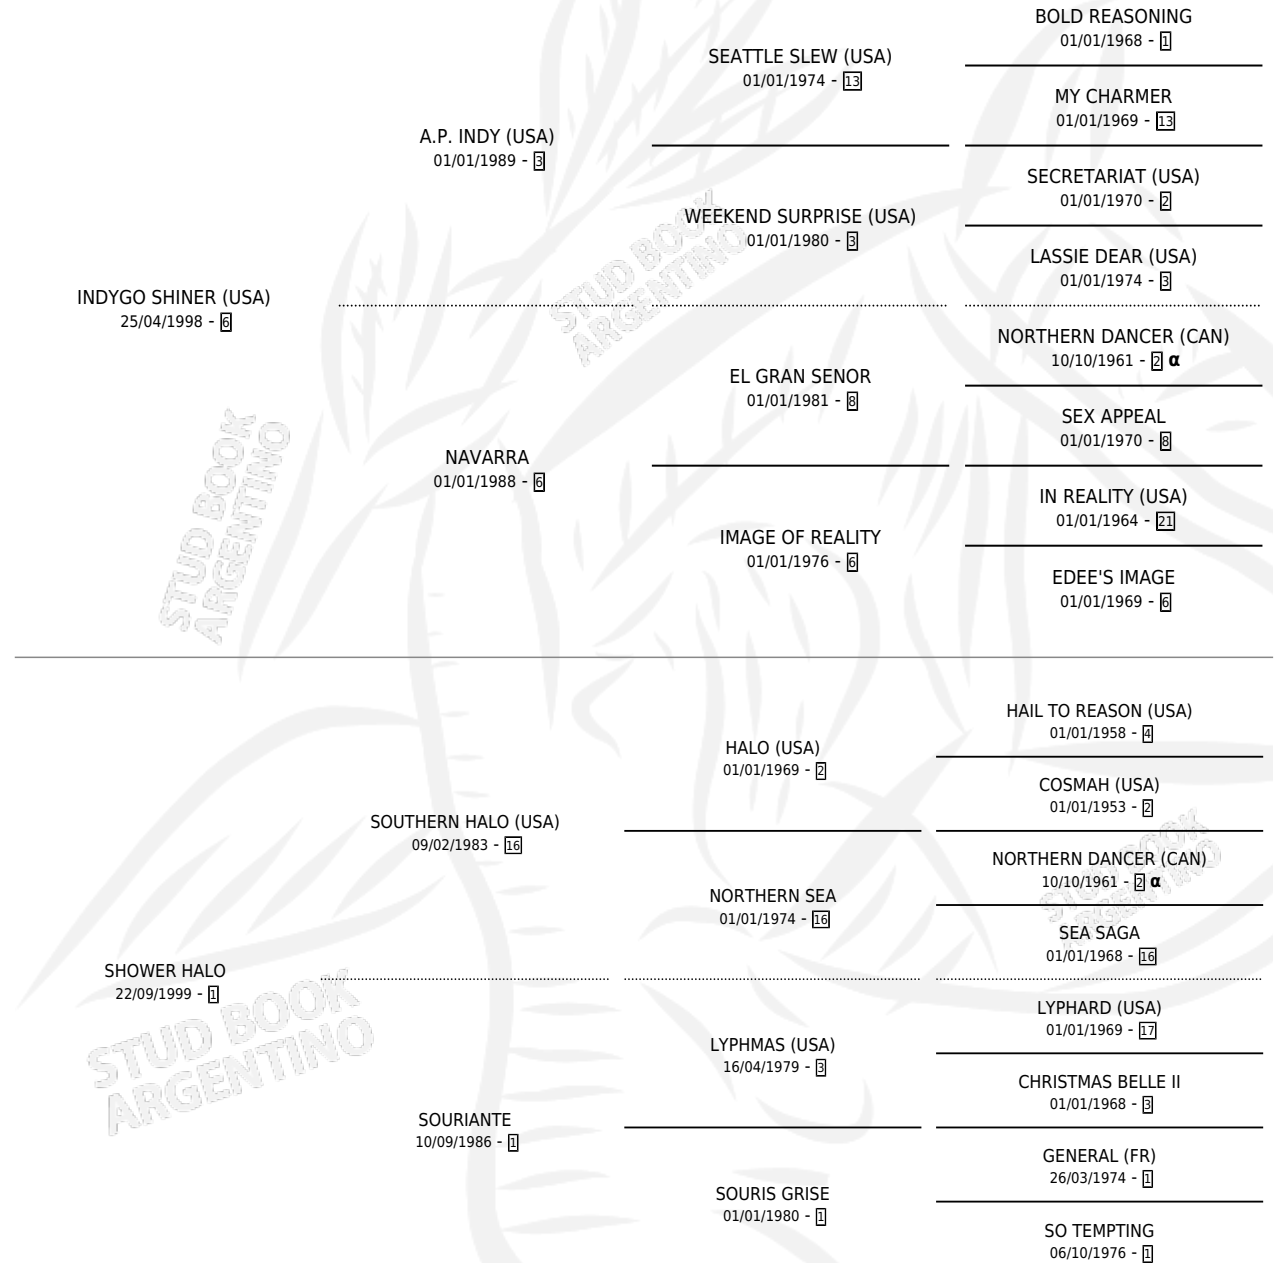 BOLD REASONING
01/01/1968 - 1
SEATTLE SLEW (USA)
01/01/1974 - 13
MY CHARMER
01/01/1969 - 13
A.P. INDY (USA)
01/01/1989 - 3
SECRETARIAT (USA)
01/01/1970 - 2
WEEKEND SURPRISE (USA)
01/01/1980 - 3
LASSIE DEAR (USA)
01/01/1974 - 3
INDYGO SHINER (USA)
25/04/1998 - 6
NORTHERN DANCER (CAN)
10/10/1961 - 2 α
EL GRAN SENOR
01/01/1981 - 8
SEX APPEAL
01/01/1970 - 8
NAVARRA
01/01/1988 - 6
IN REALITY (USA)
01/01/1964 - 21
IMAGE OF REALITY
01/01/1976 - 6
EDEE'S IMAGE
01/01/1969 - 6
HAIL TO REASON (USA)
01/01/1958 - 4
HALO (USA)
01/01/1969 - 2
COSMAH (USA)
01/01/1953 - 2
SOUTHERN HALO (USA)
09/02/1983 - 16
NORTHERN DANCER (CAN)
10/10/1961 - 2 α
NORTHERN SEA
01/01/1974 - 16
SEA SAGA
01/01/1968 - 16
SHOWER HALO
22/09/1999 - 1
LYPHARD (USA)
01/01/1969 - 17
LYPHMAS (USA)
16/04/1979 - 3
CHRISTMAS BELLE II
01/01/1968 - 3
SOURIANTE
10/09/1986 - 1
GENERAL (FR)
26/03/1974 - 1
SOURIS GRISE
01/01/1980 - 1
SO TEMPTING
06/10/1976 - 1
STUD BOOK
ARGENTINO
STUD BOOK
ARGENTINO
STUD BOOK
ARGENTINO
STUD BOOK
ARGENTINO